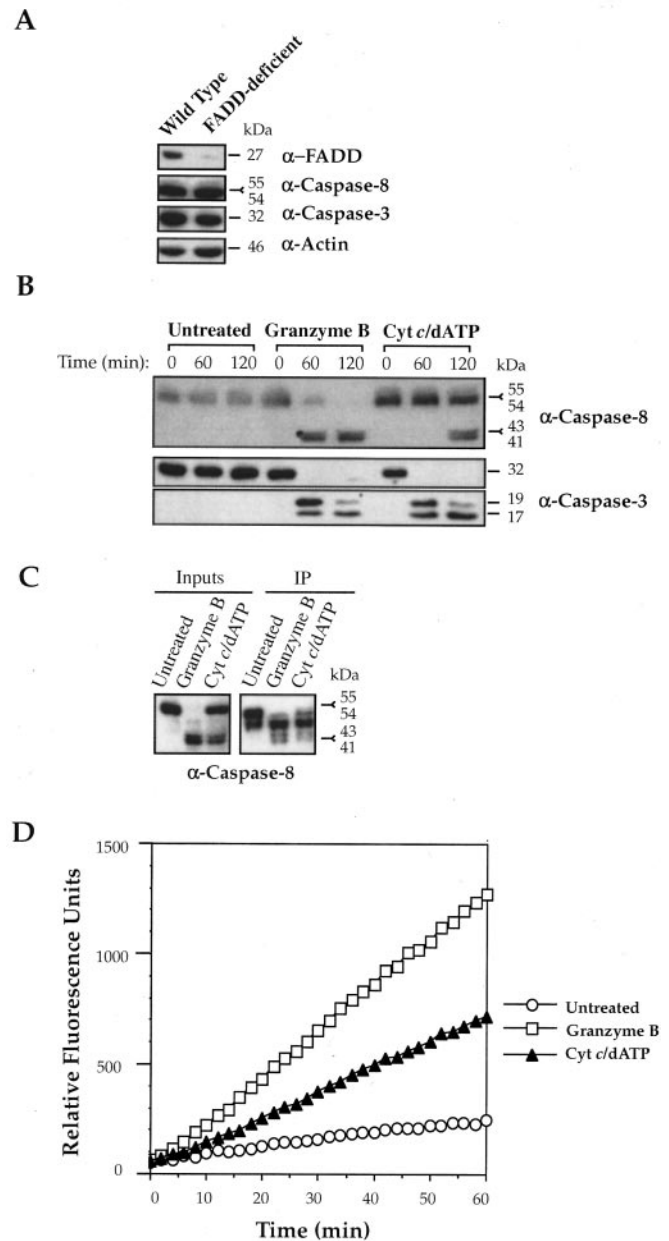 A
Wild Type
FADD-deficient
kDa
27
α–FADD
55
54
α-Caspase-8
32
α-Caspase-3
46
α-Actin
B
Untreated Granzyme B Cyt c/dATP
Time (min): 0 60 120 0 60 120 0 60 120 kDa
55
54
α-Caspase-8
43
41
32
α-Caspase-3
19
17
C
Inputs IP
Untreated
Granzyme B
Cyt c/dATP
Untreated
Granzyme B
Cyt c/dATP
kDa
55
54
43
41
α-Caspase-8
D
Relative Fluorescence Units
1500
1000
500
0
0 10 20 30 40 50 60
Time (min)
Untreated
Granzyme B
Cyt c/dATP